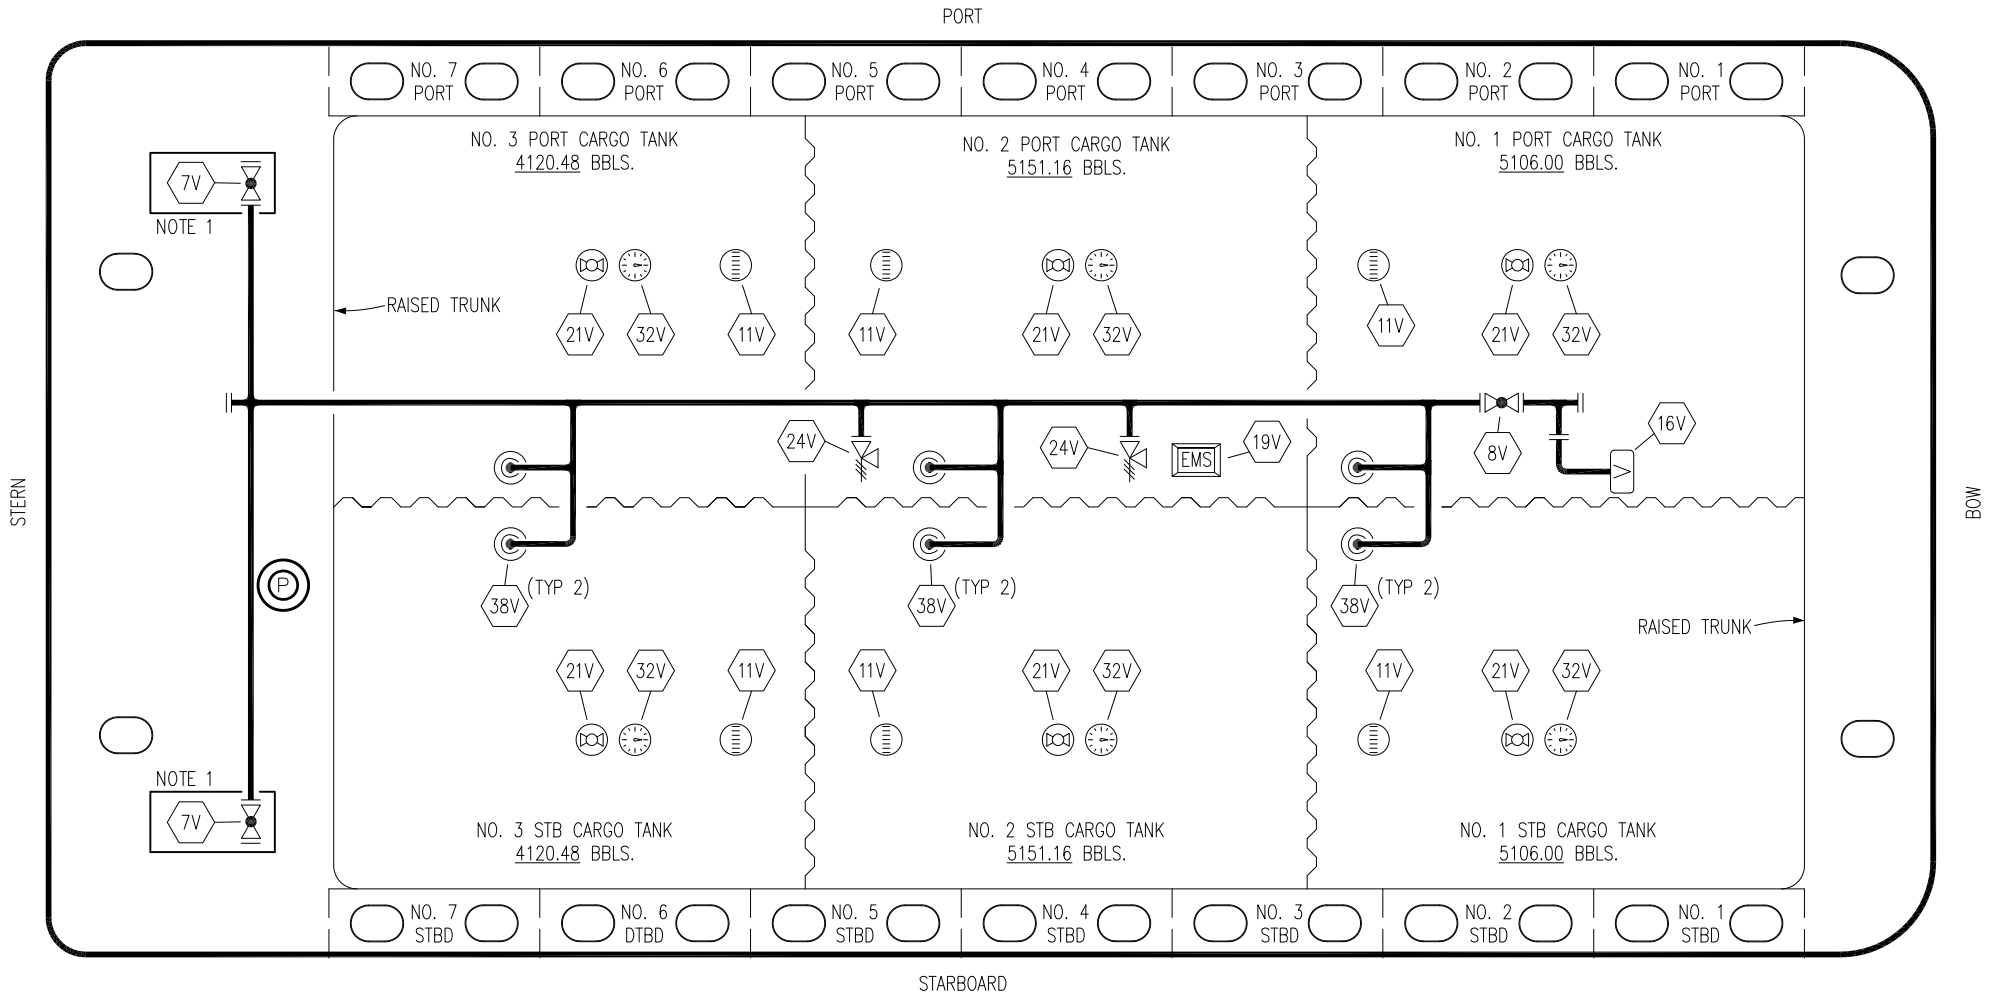 PORT
NO. 7
PORT
NO. 6
PORT
NO. 5
PORT
NO. 4
PORT
NO. 3
PORT
NO. 2
PORT
NO. 1
PORT
NO. 3 PORT CARGO TANK
4120.48 BBLS.
NO. 2 PORT CARGO TANK
5151.16 BBLS.
NO. 1 PORT CARGO TANK
5106.00 BBLS.
7V
NOTE 1
RAISED TRUNK
21V
32V
11V
11V
21V
32V
11V
21V
32V
24V
24V
EMS
19V
8V
16V
V
STERN
BOW
P
38V
(TYP 2)
38V
(TYP 2)
38V
(TYP 2)
RAISED TRUNK
21V
32V
11V
11V
21V
32V
11V
21V
32V
NOTE 1
7V
NO. 3 STB CARGO TANK
4120.48 BBLS.
NO. 2 STB CARGO TANK
5151.16 BBLS.
NO. 1 STB CARGO TANK
5106.00 BBLS.
NO. 7
STBD
NO. 6
DTBD
NO. 5
STBD
NO. 4
STBD
NO. 3
STBD
NO. 2
STBD
NO. 1
STBD
STARBOARD